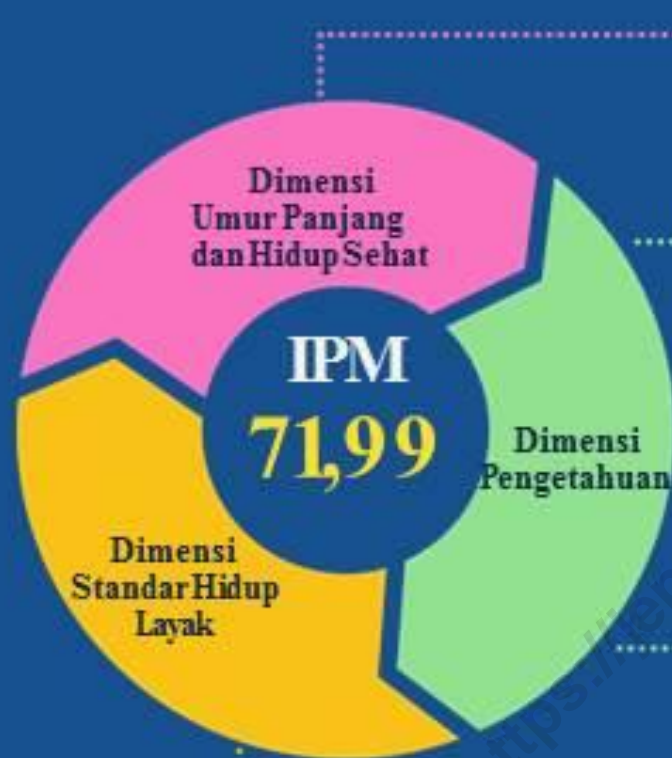 Dimensi
Umur Panjang
dan Hidup Sehat
IPM
71,99
Dimensi
Pengetahuan
Dimensi
Standar Hidup
Layak